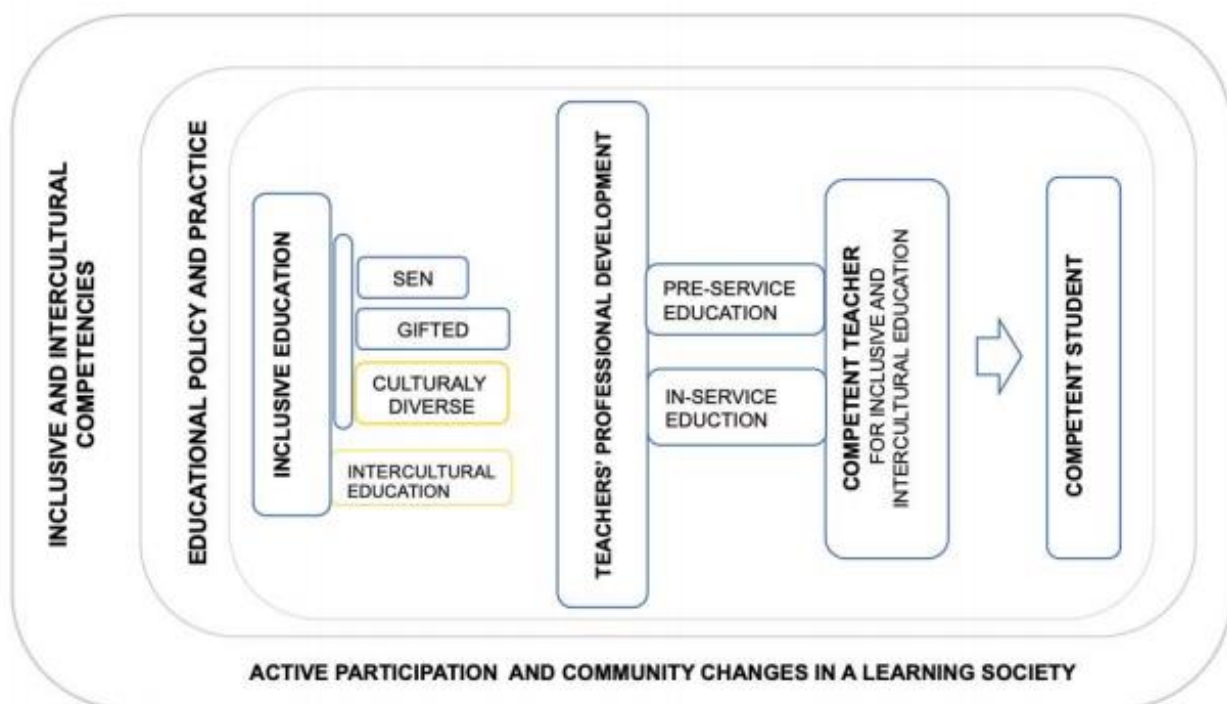 INCLUSIVE AND INTERCULTURAL
COMPETENCIES
EDUCATIONAL POLICY AND PRACTICE
INCLUSIVE EDUCATION
SEN
GIFTED
CULTURALY
DIVERSE
INTERCULTURAL
EDUCATION
TEACHERS' PROFESSIONAL DEVELOPMENT
PRE-SERVICE
EDUCATION
IN-SERVICE
EDUCTION
COMPETENT TEACHER
FOR INCLUSIVE AND
INTERCULTURAL EDUCATION
COMPETENT STUDENT
ACTIVE PARTICIPATION AND COMMUNITY CHANGES IN A LEARNING SOCIETY